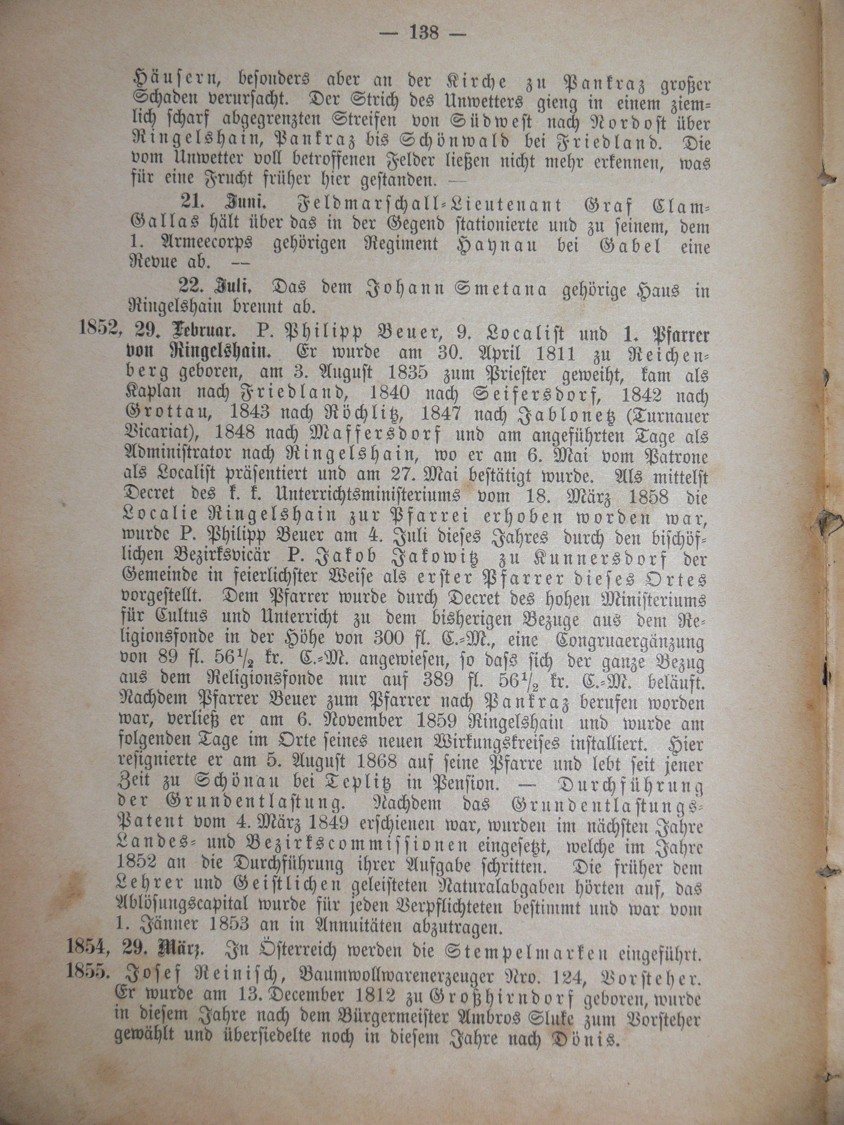 — 138 —
Häusern, besonders aber an der Kirche zu Pankraz großer
Schaden verursacht. Der Strich des Unwetters gieng in einem ziem-
lich scharf abgegrenzten Streifen von Südwest nach Nordost über
Ringelshain, Pankraz bis Schönwald bei Friedland. Die
vom Unwetter voll betroffenen Felder ließen nicht mehr erkennen, was
für eine Frucht früher hier gestanden. —
21. Juni. Feldmarschall-Lieutenant Graf Clam-
Gallas hält über das in der Gegend stationierte und zu seinem, dem
1. Armeecorps gehörigen Regiment Haynau bei Gabel eine
Revue ab. —
22. Juli. Das dem Johann Smetana gehörige Haus in
Ringelshain brennt ab.
1852, 29. Februar. P. Philipp Beuer, 9. Localist und 1. Pfarrer
von Ringelshain. Er wurde am 30. April 1811 zu Reichen-
berg geboren, am 3. August 1835 zum Priester geweiht, kam als
Kaplan nach Friedland, 1840 nach Seifersdorf, 1842 nach
Grottau, 1843 nach Röchlitz, 1847 nach Jablonetz (Turnauer
Vicariat), 1848 nach Maffersdorf und am angeführten Tage als
Administrator nach Ringelshain, wo er am 6. Mai vom Patrone
als Localist präsentiert und am 27. Mai bestätigt wurde. Als mittelst
Decret des k. k. Unterrichtsministeriums vom 18. März 1858 die
Localie Ringelshain zur Pfarrei erhoben worden war,
wurde P. Philipp Beuer am 4. Juli dieses Jahres durch den bischöf-
lichen Bezirksvicär P. Jakob Jakowitz zu Kunnersdorf der
Gemeinde in feierlichster Weise als erster Pfarrer dieses Ortes
vorgestellt. Dem Pfarrer wurde durch Decret des hohen Ministeriums
für Cultus und Unterricht zu dem bisherigen Bezuge aus dem Re-
ligionsfonde in der Höhe von 300 fl. C.-M., eine Congruaergänzung
von 89 fl. 56½ kr. C.-M. angewiesen, so dass sich der ganze Bezug
aus dem Religionsfonde nur auf 389 fl. 56½ kr. C.-M. beläuft.
Nachdem Pfarrer Beuer zum Pfarrer nach Pankraz berufen worden
war, verließ er am 6. November 1859 Ringelshain und wurde am
folgenden Tage im Orte seines neuen Wirkungskreises installiert. Hier
resignierte er am 5. August 1868 auf seine Pfarre und lebt seit jener
Zeit zu Schönau bei Teplitz in Pension. — Durchführung
der Grundentlastung. Nachdem das Grundentlastungs-
Patent vom 4. März 1849 erschienen war, wurden im nächsten Jahre
Landes- und Bezirkscommissionen eingesetzt, welche im Jahre
1852 an die Durchführung ihrer Aufgabe schritten. Die früher dem
Lehrer und Geistlichen geleisteten Naturalabgaben hörten auf, das
Ablösungscapital wurde für jeden Verpflichteten bestimmt und war vom
1. Jänner 1853 an in Annuitäten abzutragen.
1854, 29. März. In Österreich werden die Stempelmarken eingeführt.
1855. Josef Reinisch, Baumwollwarenerzeuger Nro. 124, Vorsteher.
Er wurde am 13. December 1812 zu Großhirndorf geboren, wurde
in diesem Jahre nach dem Bürgermeister Ambros Sluke zum Vorsteher
gewählt und übersiedelte noch in diesem Jahre nach Dönis.